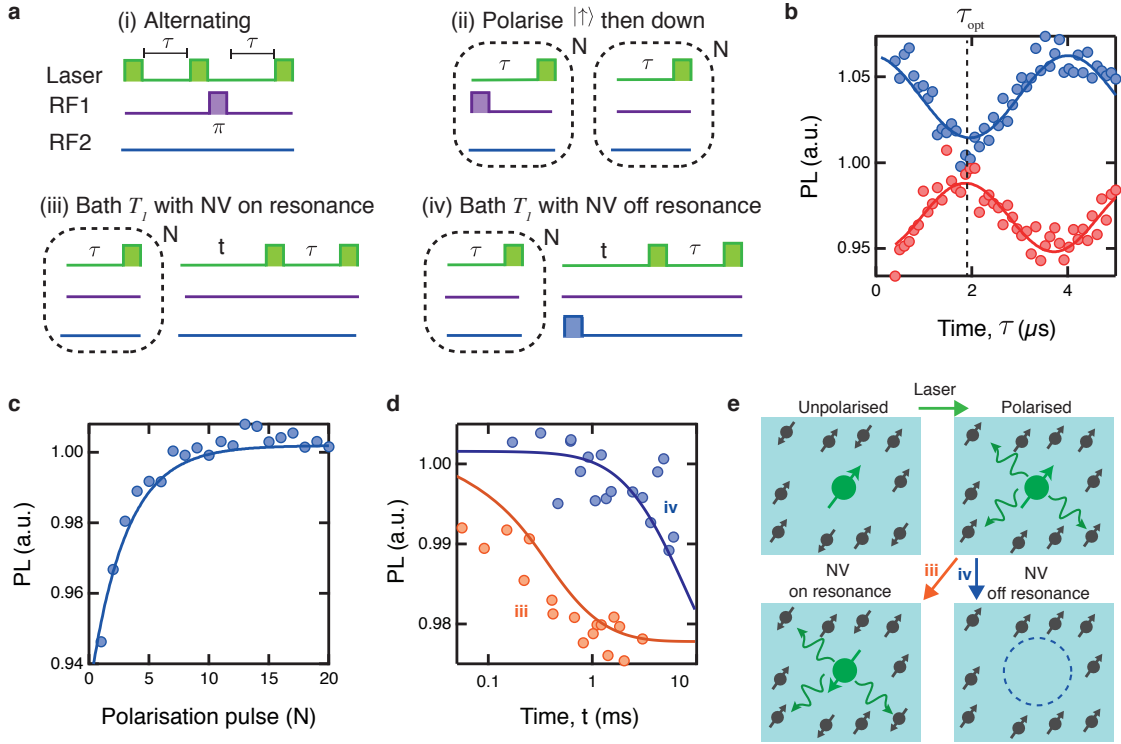 a
(i) Alternating
τ
τ
Laser
RF1
π
RF2
(ii) Polarise |↑⟩ then down
N
N
τ
τ
(iii) Bath T1 with NV on resonance
N
τ
t
τ
(iv) Bath T1 with NV off resonance
N
τ
t
τ
b
τopt
1.05
1.00
0.95
PL (a.u.)
0
2
4
Time, τ (μs)
c
1.00
0.98
0.96
0.94
PL (a.u.)
0
5
10
15
20
Polarisation pulse (N)
d
1.00
0.99
0.98
PL (a.u.)
iv
iii
0.1
1
10
Time, t (ms)
e
Laser
Unpolarised
Polarised
iii
iv
NV
on resonance
NV
off resonance